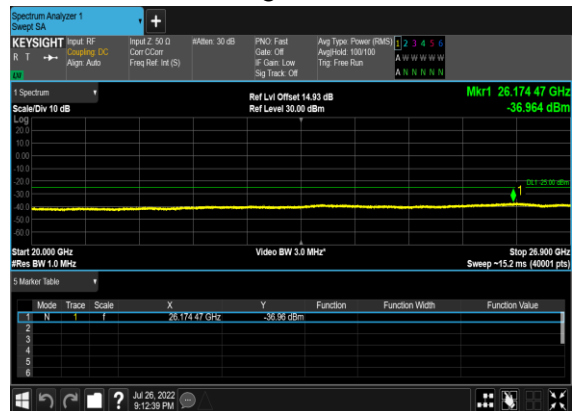 Spectrum Analyzer 1
Swept SA
+
KEYSIGHT Input: RF Input Z: 50 Ω #Atten: 30 dB PNO: Fast Avg Type: Power (RMS) 1 2 3 4 5 6
R T Coupling: DC Corr CCorr Gate: Off Avg|Hold: 100/100 A W W W W W
Align: Auto Freq Ref: Int (S) IF Gain: Low Trig: Free Run
LXI Sig Track: Off A N N N N N
1 Spectrum Ref Lvl Offset 14.93 dB Mkr1 26.174 47 GHz
Scale/Div 10 dB Ref Level 30.00 dBm -36.964 dBm
Log
20.0
10.0
0.00
-10.0
-20.0
DL1 -25.00 dBm
-30.0
1
-40.0
-50.0
-60.0
Start 20.000 GHz Video BW 3.0 MHz* Stop 26.900 GHz
#Res BW 1.0 MHz Sweep ~15.2 ms (40001 pts)
5 Marker Table
Mode Trace Scale X Y Function Function Width Function Value
1 N 1 f 26.174 47 GHz -36.96 dBm
2
3
4
5
6
? Jul 26, 2022
9:12:39 PM